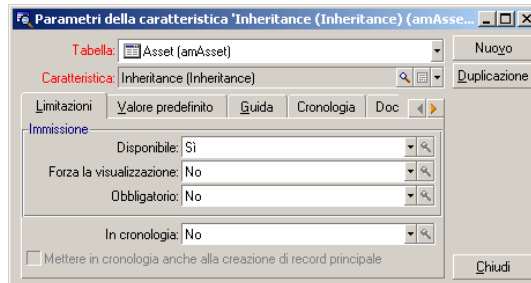 Parametri della caratteristica 'Inheritance (Inheritance) (amAsse...
Tabella: Asset (amAsset)
Nuovo
Caratteristica: Inheritance (Inheritance)
Duplicazione
Limitazioni Valore predefinito Guida Cronologia Doc
Immissione
Disponibile: Sì
Forza la visualizzazione: No
Obbligatorio: No
In cronologia: No
Mettere in cronologia anche alla creazione di record principale
Chiudi